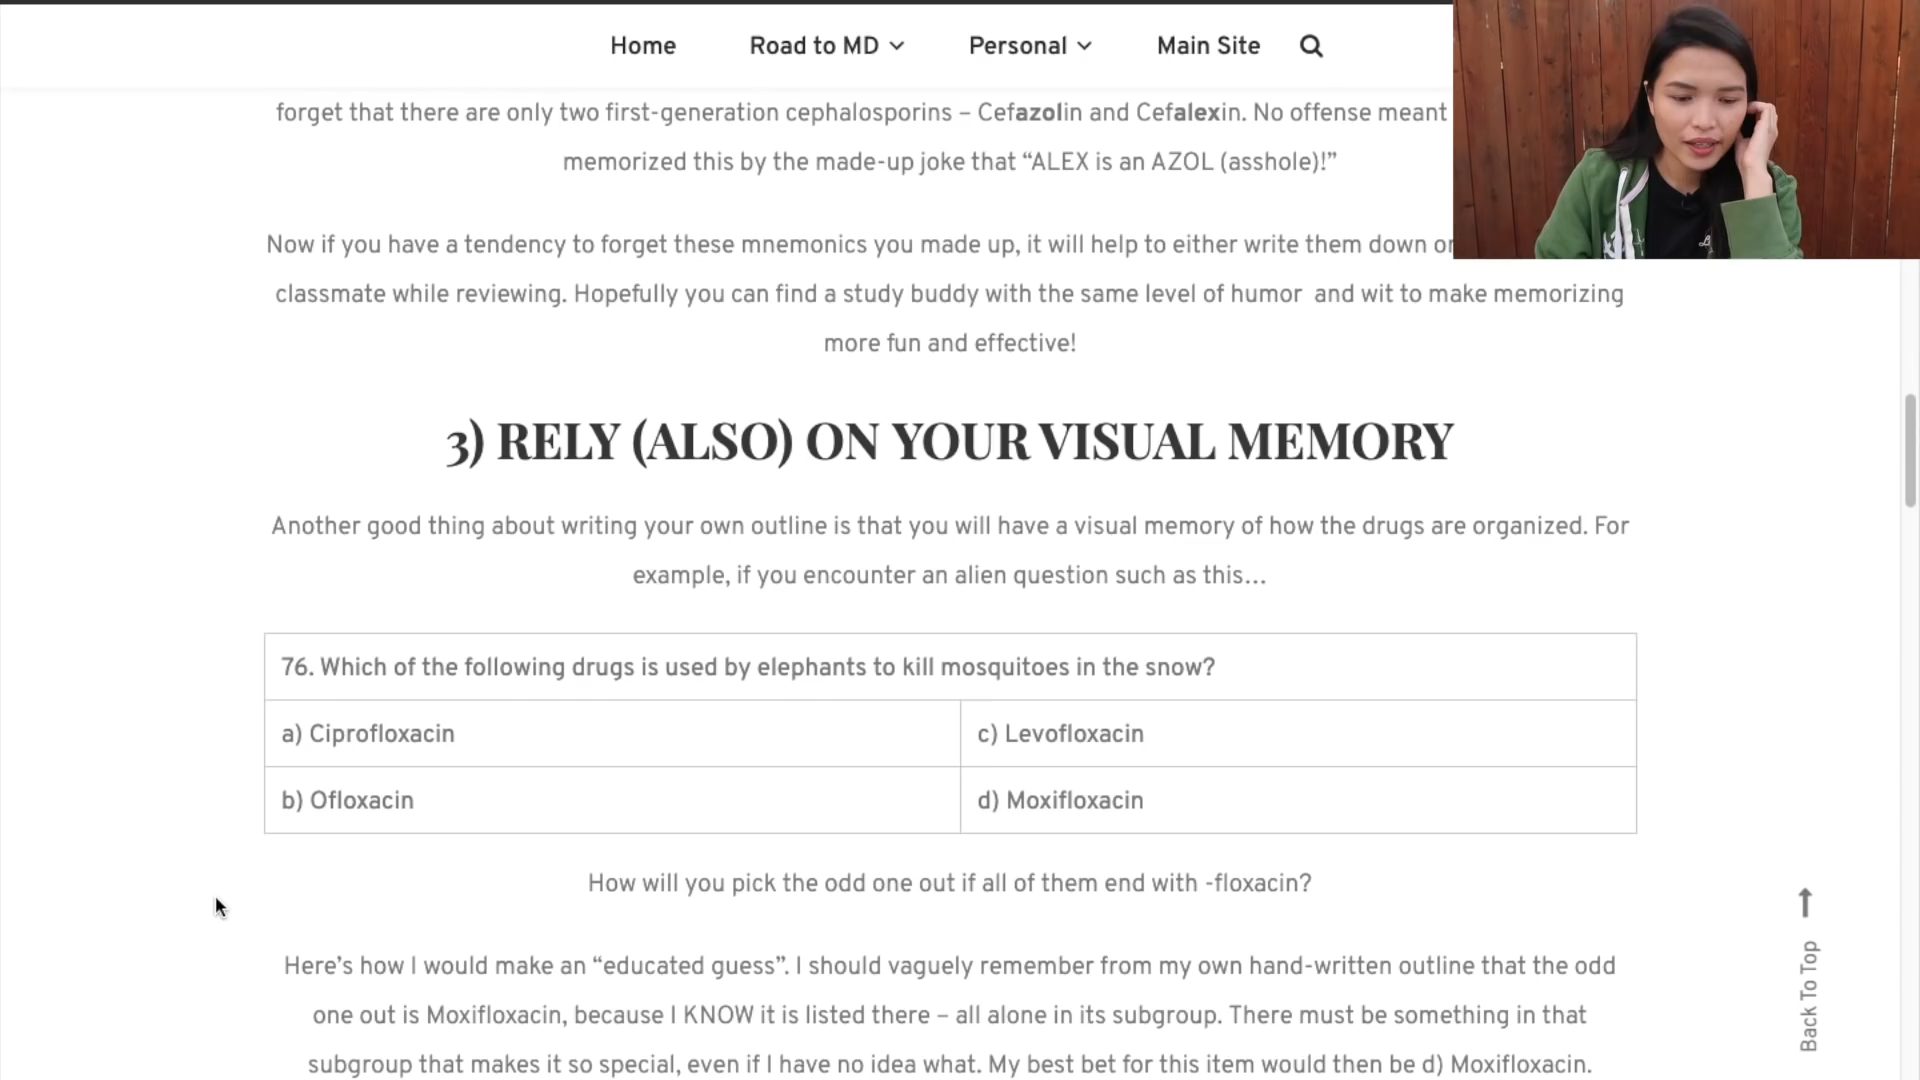 Home Road to MD Personal Main Site
forget that there are only two first-generation cephalosporins – Cefazolin and Cefalexin. No offense meant
memorized this by the made-up joke that “ALEX is an AZOL (asshole)!”
Now if you have a tendency to forget these mnemonics you made up, it will help to either write them down or
classmate while reviewing. Hopefully you can find a study buddy with the same level of humor and wit to make memorizing
more fun and effective!
3) RELY (ALSO) ON YOUR VISUAL MEMORY
Another good thing about writing your own outline is that you will have a visual memory of how the drugs are organized. For
example, if you encounter an alien question such as this…
76. Which of the following drugs is used by elephants to kill mosquitoes in the snow?
a) Ciprofloxacin c) Levofloxacin
b) Ofloxacin d) Moxifloxacin
How will you pick the odd one out if all of them end with -floxacin?
Here’s how I would make an “educated guess”. I should vaguely remember from my own hand-written outline that the odd
one out is Moxifloxacin, because I KNOW it is listed there – all alone in its subgroup. There must be something in that
subgroup that makes it so special, even if I have no idea what. My best bet for this item would then be d) Moxifloxacin.
Back To Top